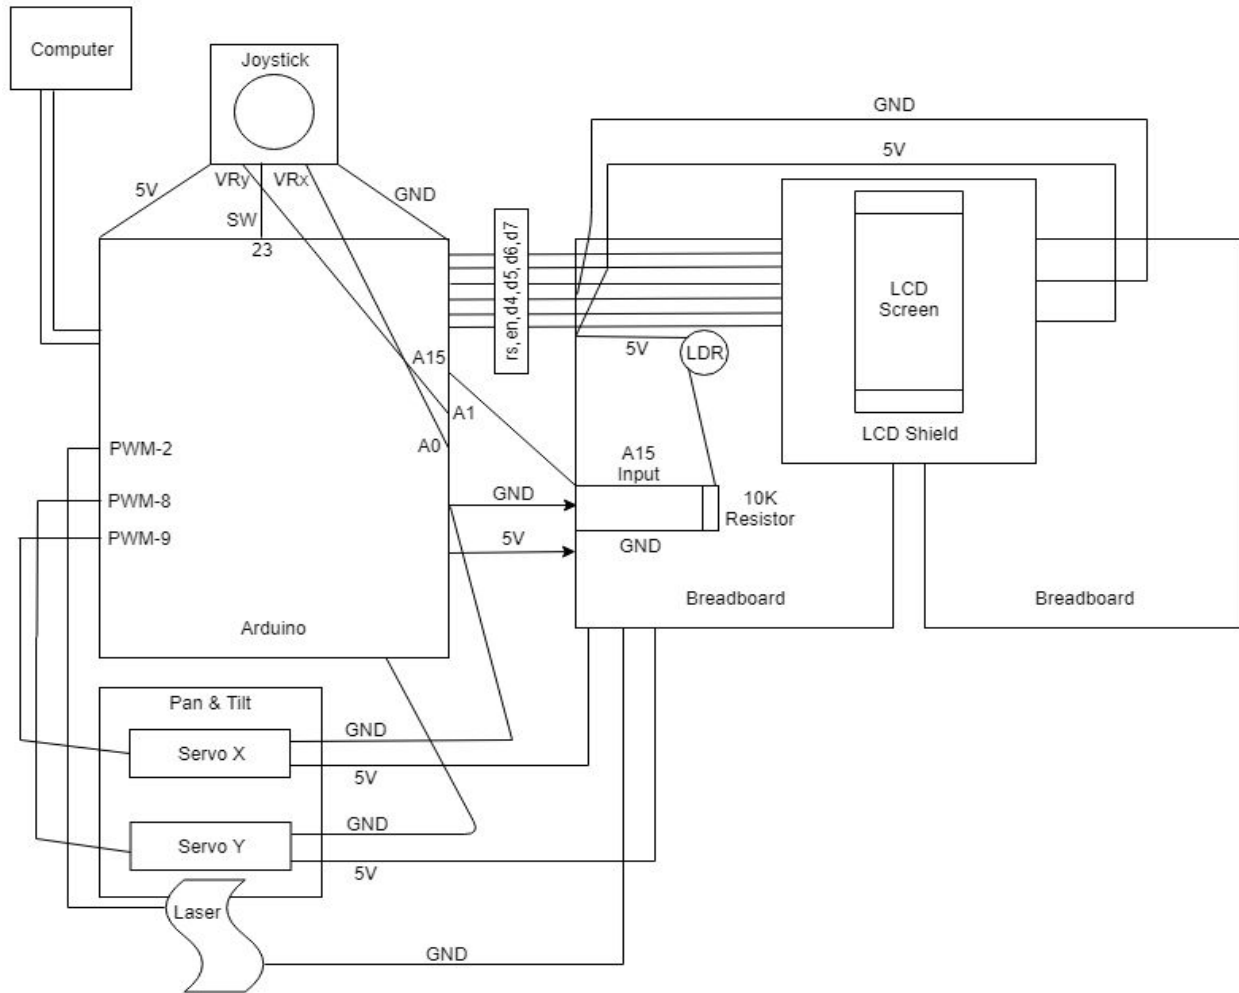 Computer
Joystick
GND
5V
5V
VRy
VRx
GND
SW
23
rs, en,d4,d5,d6,d7
LCD
Screen
A15
5V
LDR
A1
A0
LCD Shield
PWM-2
A15
Input
PWM-8
GND
10K
Resistor
PWM-9
5V
GND
Arduino
Breadboard
Breadboard
Pan & Tilt
Servo X
GND
5V
Servo Y
GND
5V
Laser
GND